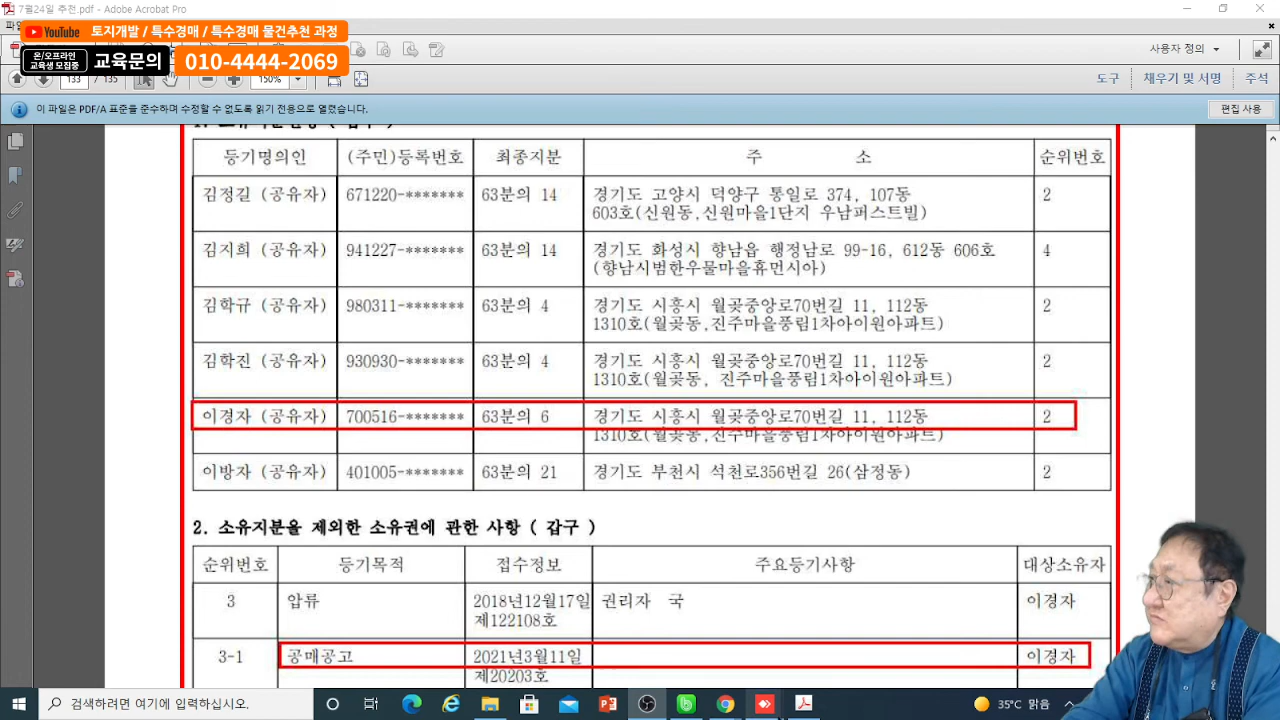 7월24일 추천.pdf - Adobe Acrobat Pro
YouTube 토지개발 / 특수경매 / 특수경매 물건추천 과정
온/오프라인
교육생 모집중
교육문의 010-4444-2069
사용자 정의
133 / 135
150%
도구 채우기 및 서명 주석
이 파일은 PDF/A 표준을 준수하며 수정할 수 없도록 읽기 전용으로 열렸습니다.
편집 사용
등기명의인 (주민)등록번호 최종지분 주 소 순위번호
김정길 (공유자) 671220-******* 63분의 14 경기도 고양시 덕양구 통일로 374, 107동 2
603호(신원동,신원마을1단지 우남퍼스트빌)
김지희 (공유자) 941227-******* 63분의 14 경기도 화성시 향남읍 행정남로 99-16, 612동 606호 4
(향남시범한우물마을휴먼시아)
김학규 (공유자) 980311-******* 63분의 4 경기도 시흥시 월곶중앙로70번길 11, 112동 2
1310호(월곶동,진주마을풍림1차아이원아파트)
김학진 (공유자) 930930-******* 63분의 4 경기도 시흥시 월곶중앙로70번길 11, 112동 2
1310호(월곶동, 진주마을풍림1차아이원아파트)
이경자 (공유자) 700516-******* 63분의 6 경기도 시흥시 월곶중앙로70번길 11, 112동 2
1310호(월곶동,진주마을풍림1차아이원아파트)
이방자 (공유자) 401005-******* 63분의 21 경기도 부천시 석천로356번길 26(삼정동) 2
2. 소유지분을 제외한 소유권에 관한 사항 ( 갑구 )
순위번호 등기목적 접수정보 주요등기사항 대상소유자
3 압류 2018년12월17일 권리자 국 이경자
제122108호
3-1 공매공고 2021년3월11일 이경자
제20203호
검색하려면 여기에 입력하십시오.
35°C 맑음